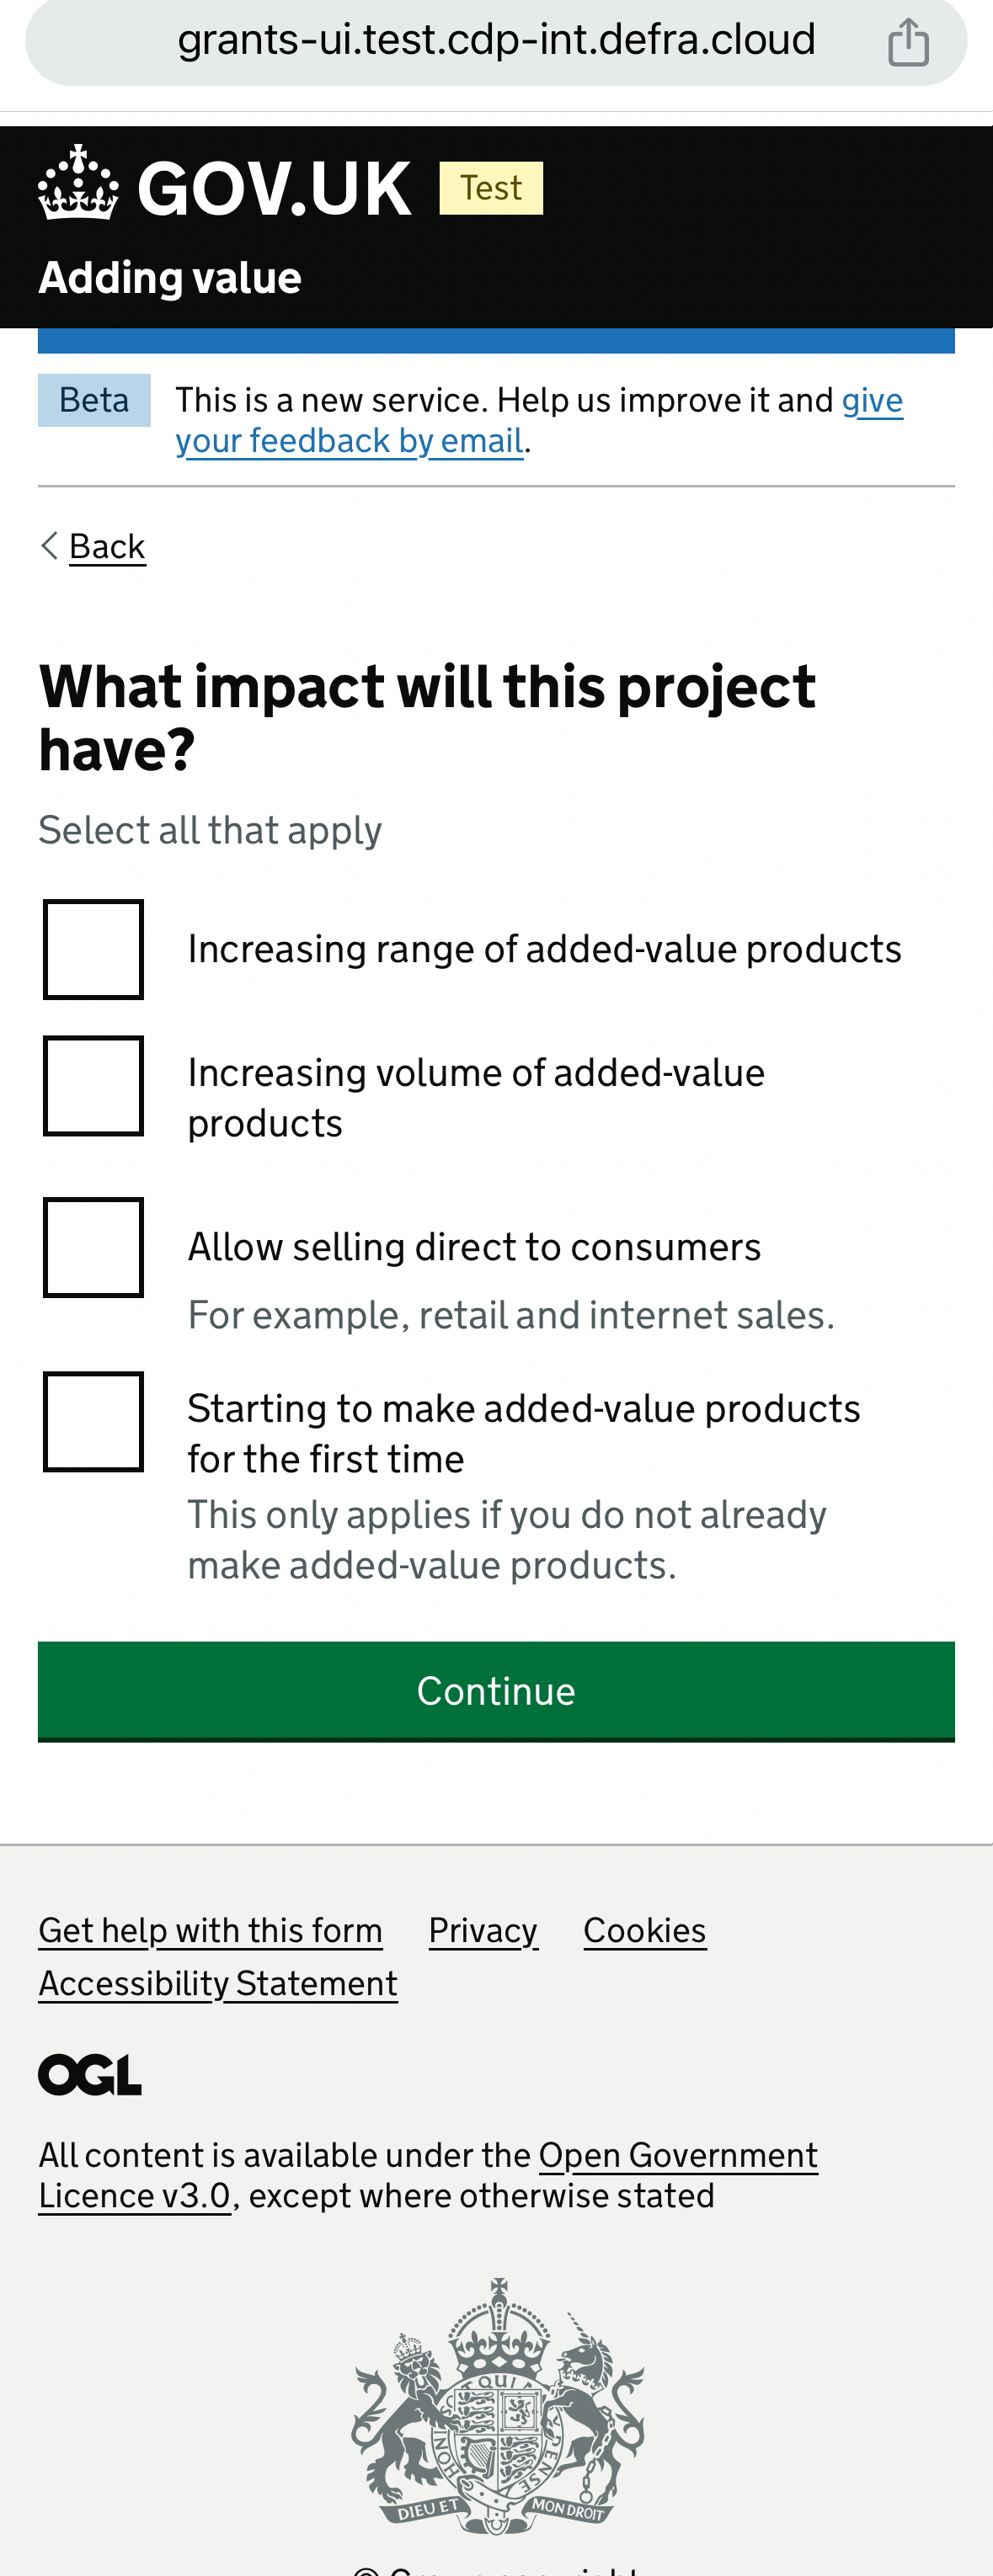 grants-ui.test.cdp-int.defra.cloud
GOV.UK Test
Adding value
Beta This is a new service. Help us improve it and give
your feedback by email.
Back
What impact will this project
have?
Select all that apply
Increasing range of added-value products
Increasing volume of added-value
products
Allow selling direct to consumers
For example, retail and internet sales.
Starting to make added-value products
for the first time
This only applies if you do not already
make added-value products.
Continue
Get help with this form Privacy Cookies
Accessibility Statement
OGL
All content is available under the Open Government
Licence v3.0, except where otherwise stated
DIEU ET MON DROIT